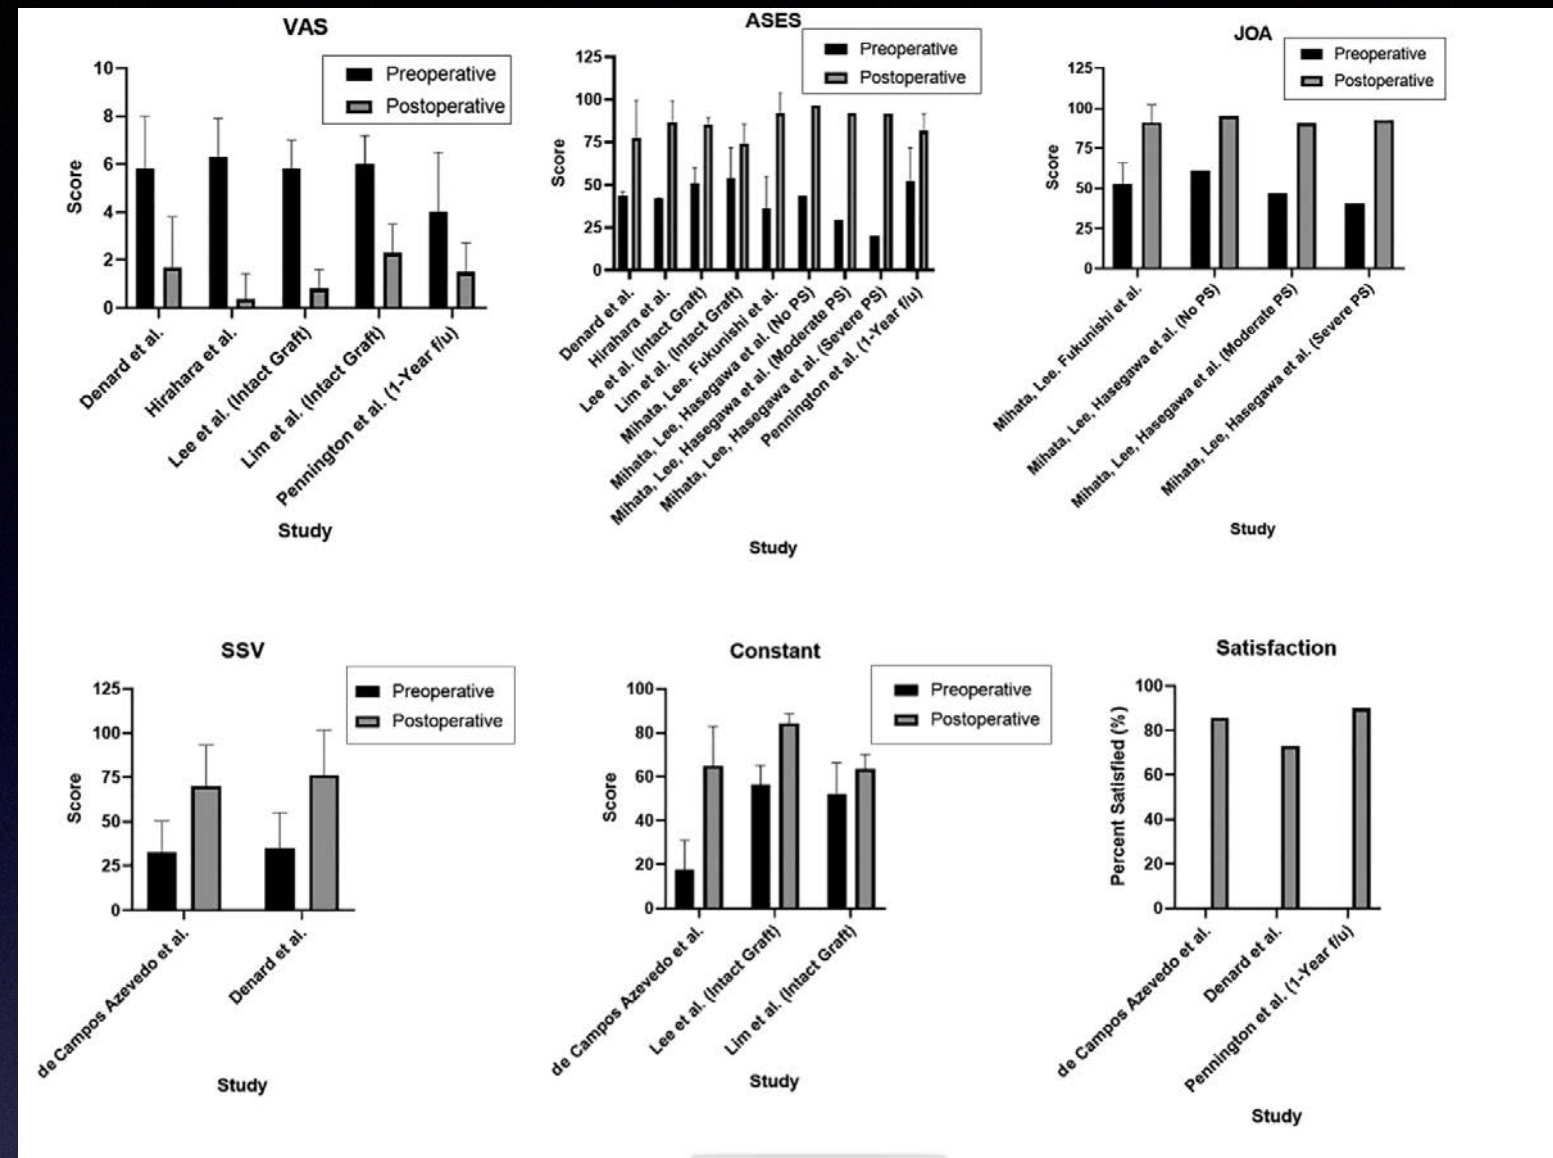 VAS
Preoperative
Postoperative
10
8
6
4
2
0
Score
Denard et al.
Hirahara et al.
Lee et al. (Intact Graft)
Lim et al. (Intact Graft)
Pennington et al. (1-Year f/u)
Study
ASES
Preoperative
Postoperative
125
100
75
50
25
0
Score
Denard et al.
Hirahara et al.
Lee et al. (Intact Graft)
Lim et al. (Intact Graft)
Mihata, Lee. Fukunishi et al.
Mihata, Lee, Hasegawa et al. (No PS)
Mihata, Lee, Hasegawa et al. (Moderate PS)
Mihata, Lee, Hasegawa et al. (Severe PS)
Pennington et al. (1-Year f/u)
Study
JOA
Preoperative
Postoperative
125
100
75
50
25
0
Score
Mihata, Lee. Fukunishi et al.
Mihata, Lee, Hasegawa et al. (No PS)
Mihata, Lee, Hasegawa et al. (Moderate PS)
Mihata, Lee, Hasegawa et al. (Severe PS)
Study
SSV
Preoperative
Postoperative
125
100
75
50
25
0
Score
de Campos Azevedo et al.
Denard et al.
Study
Constant
Preoperative
Postoperative
100
80
60
40
20
0
Score
de Campos Azevedo et al.
Lee et al. (Intact Graft)
Lim et al. (Intact Graft)
Study
Satisfaction
100
80
60
40
20
0
Percent Satisfied (%)
de Campos Azevedo et al.
Denard et al.
Pennington et al. (1-Year f/u)
Study